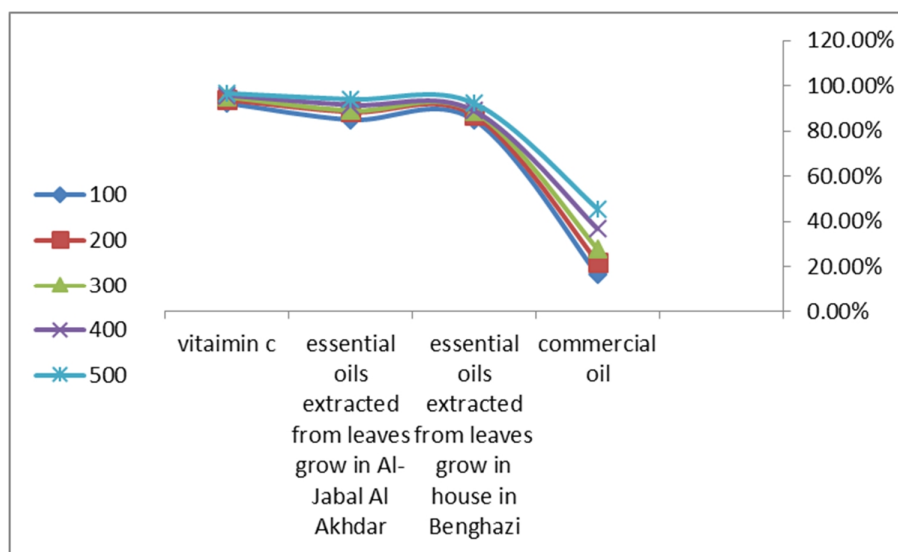 120.00%
100.00%
80.00%
60.00%
40.00%
20.00%
0.00%
100
200
300
400
500
vitaimin c
essential
oils
extracted
from leaves
grow in Al-
Jabal Al
Akhdar
essential
oils
extracted
from leaves
grow in
house in
Benghazi
commercial
oil